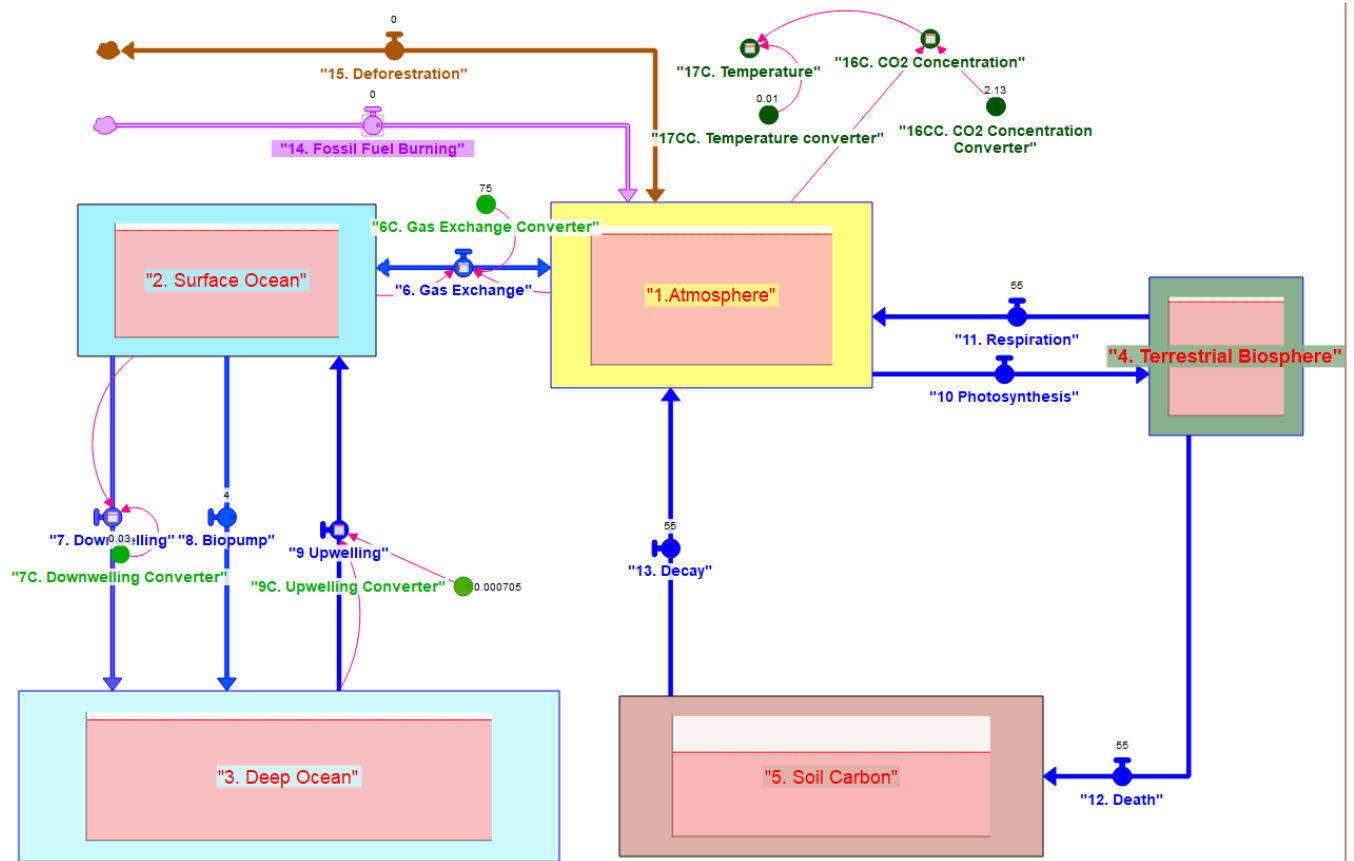 0
"15. Deforestration"
"17C. Temperature"
"16C. CO2 Concentration"
0
0.01
2.13
"17CC. Temperature converter"
"16CC. CO2 Concentration
Converter"
"14. Fossil Fuel Burning"
75
"6C. Gas Exchange Converter"
"2. Surface Ocean"
"6. Gas Exchange"
"1.Atmosphere"
55
"11. Respiration"
"4. Terrestrial Biosphere"
"10 Photosynthesis"
4
"7. Downwelling"
"8. Biopump"
0.03
"9 Upwelling"
55
"7C. Downwelling Converter"
"9C. Upwelling Converter"
0.000705
"13. Decay"
"3. Deep Ocean"
"5. Soil Carbon"
55
"12. Death"